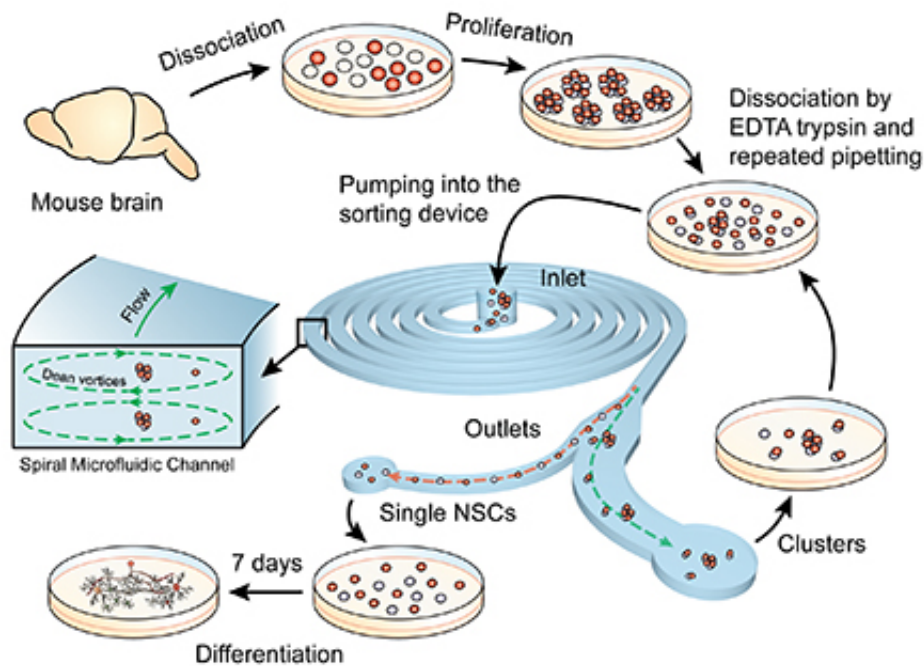 Dissociation
Proliferation
Mouse brain
Dissociation by
EDTA trypsin and
repeated pipetting
Pumping into the
sorting device
Inlet
Flow
Dean vortices
Spiral Microfluidic Channel
Outlets
Single NSCs
Clusters
7 days
Differentiation